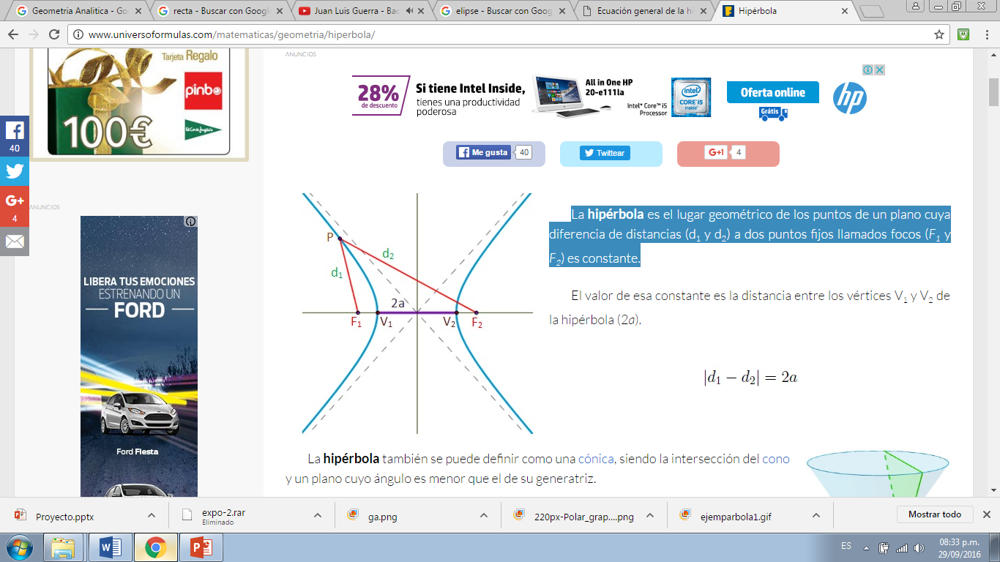 Geometria Analitica - Go
recta - Buscar con Google
Juan Luis Guerra - Bac
elipse - Buscar con Goog
Ecuación general de la hi
Hipérbola
www.universoformulas.com/matematicas/geometria/hiperbola/
Tarjeta Regalo
pinbo
El Corte Inglés
100€
ANUNCIOS
28%
de descuento
Si tiene Intel Inside,
tienes una productividad
poderosa
All in One HP
20-e111la
Intel® Core™ i5
Processor
intel
CORE™ i5
inside™
Oferta online
Grátis
hp
40
4
Me gusta 40
Twittear
G+1 4
ANUNCIOS
LIBERA TUS EMOCIONES
ESTRENANDO UN
FORD
Ford Fiesta
P
d2
d1
2a
F1 V1 V2 F2
La hipérbola es el lugar geométrico de los puntos de un plano cuya
diferencia de distancias (d1 y d2) a dos puntos fijos llamados focos (F1 y
F2) es constante.
El valor de esa constante es la distancia entre los vértices V1 y V2 de
la hipérbola (2a).
|d1 − d2| = 2a
La hipérbola también se puede definir como una cónica, siendo la intersección del cono
y un plano cuyo ángulo es menor que el de su generatriz.
Proyecto.pptx
expo-2.rar
Eliminado
ga.png
220px-Polar_grap....png
ejemparbola1.gif
Mostrar todo
ES
08:33 p.m.
29/09/2016